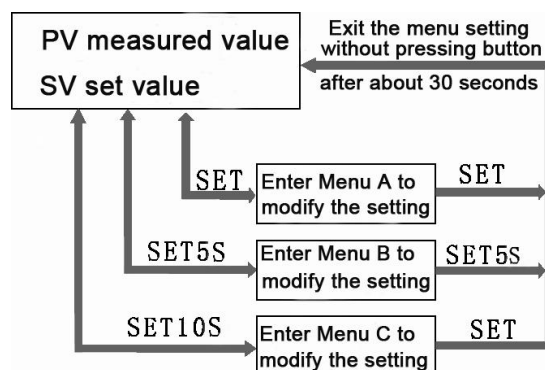 PV measured value
SV set value
Exit the menu setting
without pressing button
after about 30 seconds
SET
Enter Menu A to
modify the setting
SET
SET5S
Enter Menu B to
modify the setting
SET5S
SET10S
Enter Menu C to
modify the setting
SET